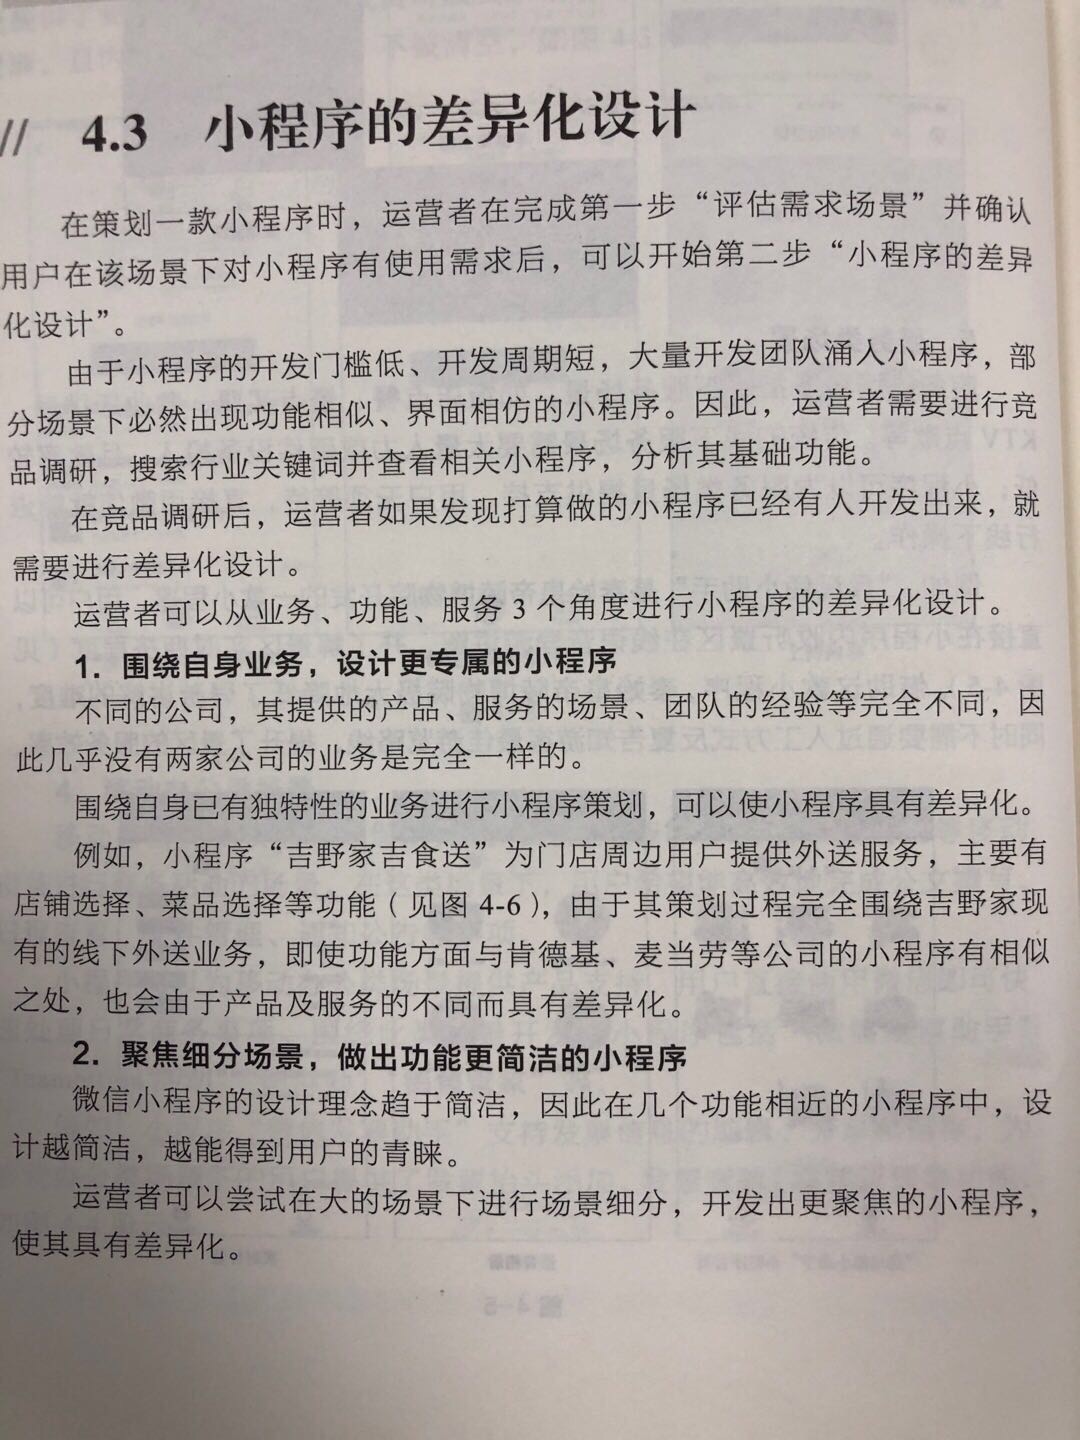 // 4.3 小程序的差异化设计
在策划一款小程序时，运营者在完成第一步“评估需求场景”并确认
用户在该场景下对小程序有使用需求后，可以开始第二步“小程序的差异
化设计”。
由于小程序的开发门槛低、开发周期短，大量开发团队涌入小程序，部
分场景下必然出现功能相似、界面相仿的小程序。因此，运营者需要进行竞
品调研，搜索行业关键词并查看相关小程序，分析其基础功能。
在竞品调研后，运营者如果发现打算做的小程序已经有人开发出来，就
需要进行差异化设计。
运营者可以从业务、功能、服务 3 个角度进行小程序的差异化设计。
1. 围绕自身业务，设计更专属的小程序
不同的公司，其提供的产品、服务的场景、团队的经验等完全不同，因
此几乎没有两家公司的业务是完全一样的。
围绕自身已有独特性的业务进行小程序策划，可以使小程序具有差异化。
例如，小程序“吉野家吉食送”为门店周边用户提供外送服务，主要有
店铺选择、菜品选择等功能（见图 4-6），由于其策划过程完全围绕吉野家现
有的线下外送业务，即使功能方面与肯德基、麦当劳等公司的小程序有相似
之处，也会由于产品及服务的不同而具有差异化。
2. 聚焦细分场景，做出功能更简洁的小程序
微信小程序的设计理念趋于简洁，因此在几个功能相近的小程序中，设
计越简洁，越能得到用户的青睐。
运营者可以尝试在大的场景下进行场景细分，开发出更聚焦的小程序，
使其具有差异化。